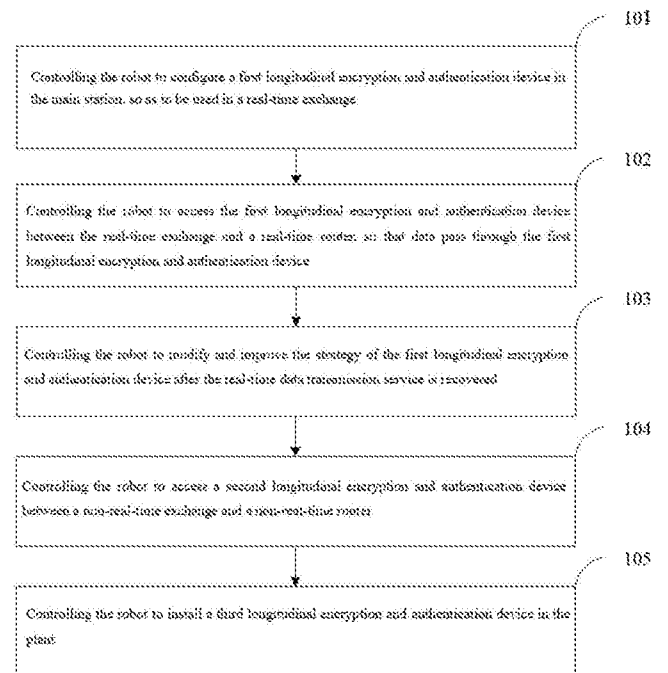 101
Controlling the robot to configure a first longitudinal encryption and authentication device in
the main station, so as to be used in a real-time exchange
102
Controlling the robot to access the first longitudinal encryption and authentication device
between the real-time exchange and a real-time router, so that data pass through the first
longitudinal encryption and authentication device
103
Controlling the robot to modify and improve the strategy of the first longitudinal encryption
and authentication device after the real-time data transmission service is recovered
104
Controlling the robot to access a second longitudinal encryption and authentication device
between a non-real-time exchange and a non-real-time router
105
Controlling the robot to install a third longitudinal encryption and authentication device in the
plant